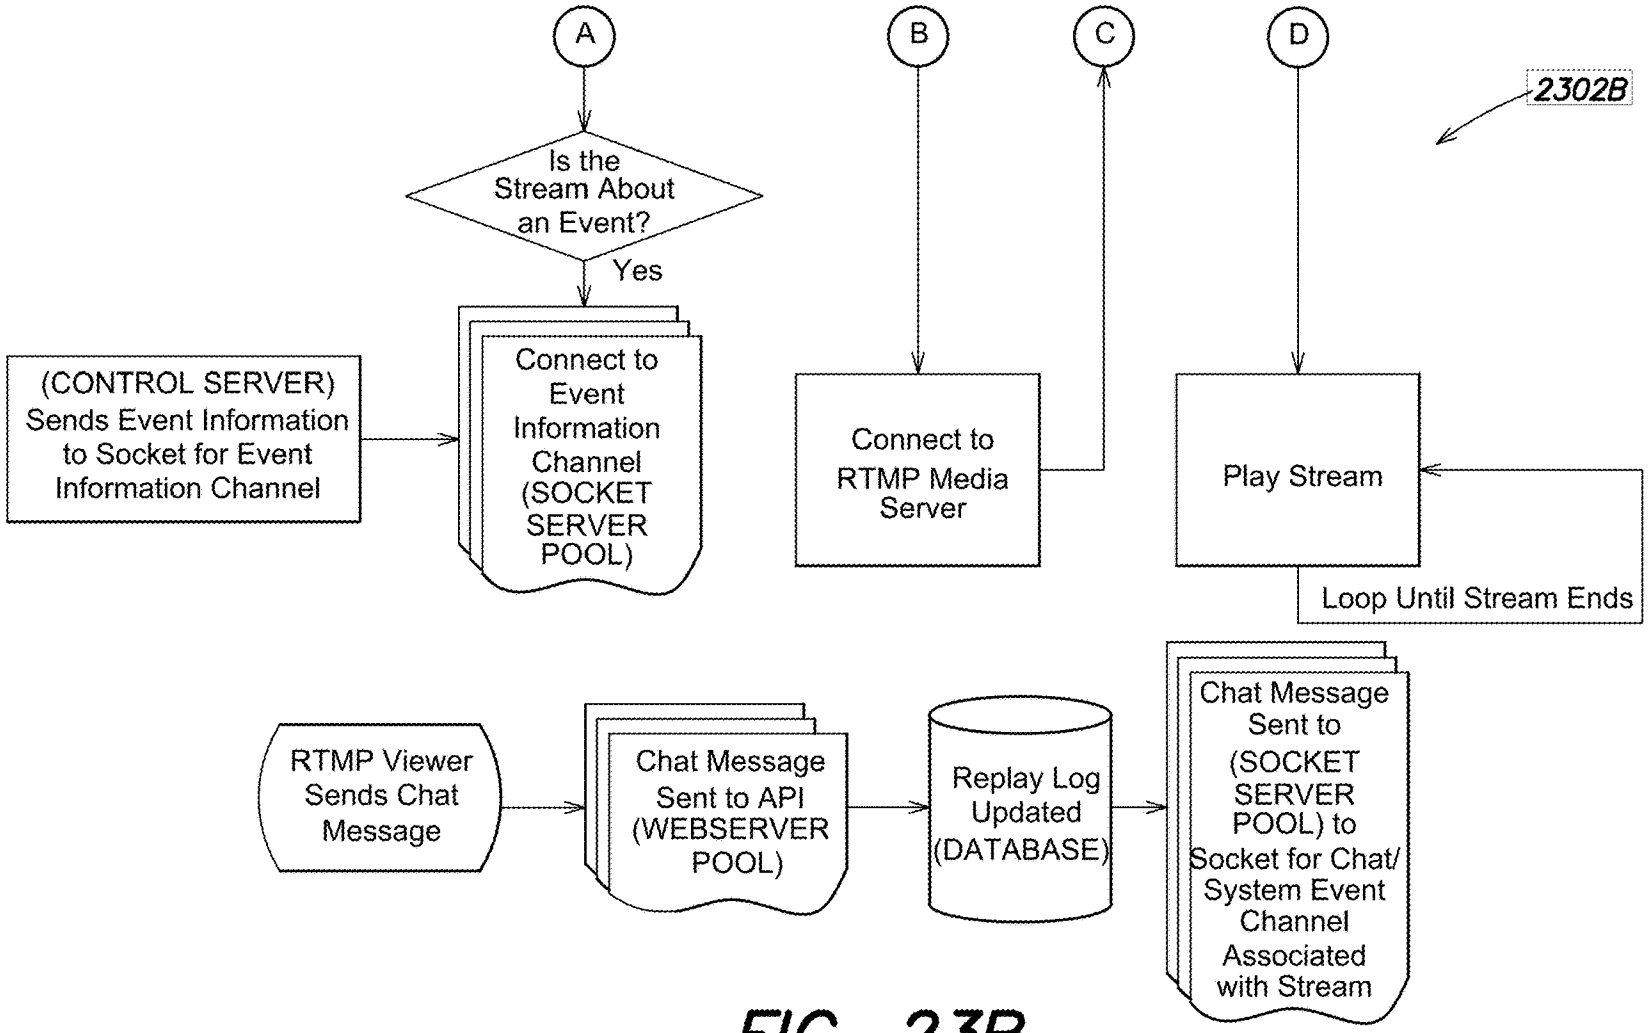 A
B
C
D
2302B
Is the
Stream About
an Event?
Yes
(CONTROL SERVER)
Sends Event Information
to Socket for Event
Information Channel
Connect to
Event
Information
Channel
(SOCKET
SERVER
POOL)
Connect to
RTMP Media
Server
Play Stream
Loop Until Stream Ends
RTMP Viewer
Sends Chat
Message
Chat Message
Sent to API
(WEBSERVER
POOL)
Replay Log
Updated
(DATABASE)
Chat Message
Sent to
(SOCKET
SERVER
POOL) to
Socket for Chat/
System Event
Channel
Associated
with Stream
FIG. 23B